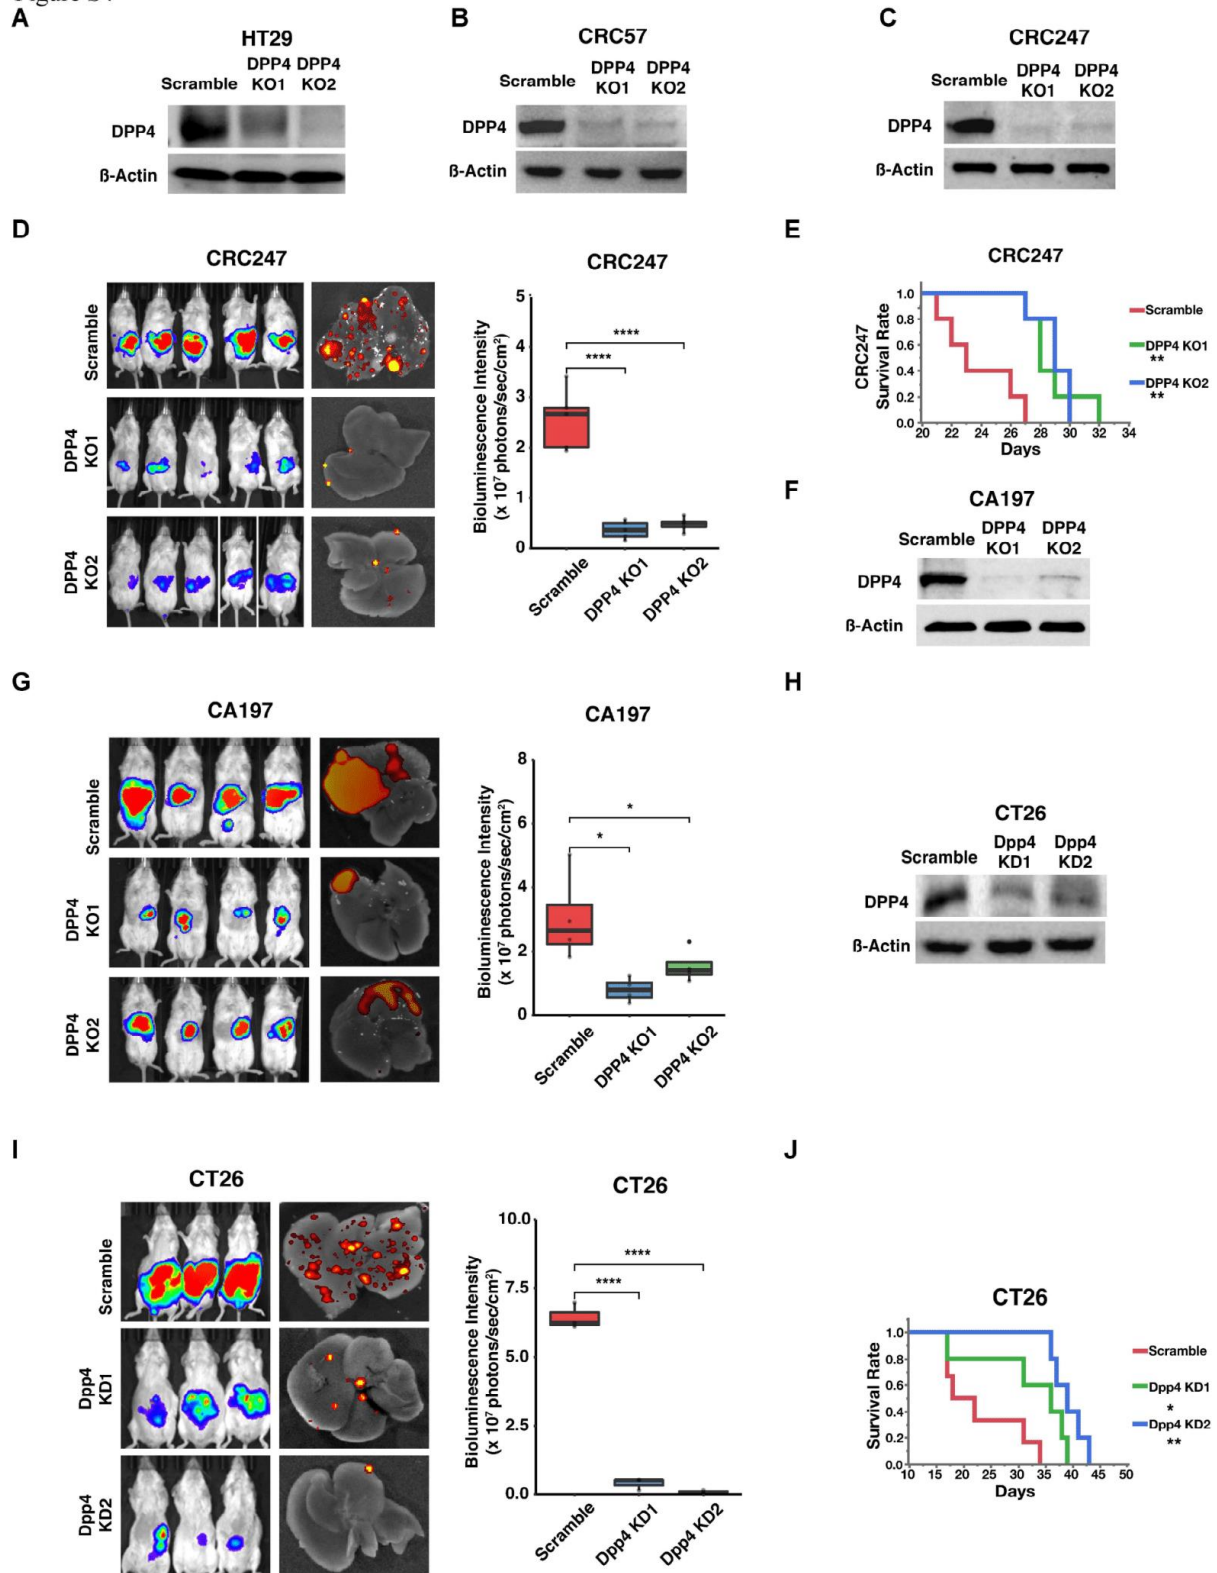 A
HT29
Scramble
DPP4
KO1
DPP4
KO2
DPP4
ß-Actin
B
CRC57
Scramble
DPP4
KO1
DPP4
KO2
DPP4
ß-Actin
C
CRC247
Scramble
DPP4
KO1
DPP4
KO2
DPP4
ß-Actin
D
CRC247
Scramble
DPP4
KO1
DPP4
KO2
CRC247
Bioluminescence Intensity
(x 10⁷ photons/sec/cm²)
5
4
3
2
1
0
****
****
Scramble
DPP4 KO1
DPP4 KO2
E
CRC247
CRC247
Survival Rate
1.0
0.8
0.6
0.4
0.2
0.0
20 22 24 26 28 30 32 34
Days
Scramble
DPP4 KO1
**
DPP4 KO2
**
F
CA197
Scramble
DPP4
KO1
DPP4
KO2
DPP4
ß-Actin
G
CA197
Scramble
DPP4
KO1
DPP4
KO2
CA197
Bioluminescence Intensity
(x 10⁷ photons/sec/cm²)
8
6
4
2
0
*
*
Scramble
DPP4 KO1
DPP4 KO2
H
CT26
Scramble
Dpp4
KD1
Dpp4
KD2
DPP4
ß-Actin
I
CT26
Scramble
Dpp4
KD1
Dpp4
KD2
CT26
Bioluminescence Intensity
(x 10⁷ photons/sec/cm²)
10.0
7.5
5.0
2.5
0.0
****
****
Scramble
Dpp4 KD1
Dpp4 KD2
J
CT26
Survival Rate
1.0
0.8
0.6
0.4
0.2
0.0
10 15 20 25 30 35 40 45 50
Days
Scramble
Dpp4 KD1
*
Dpp4 KD2
**